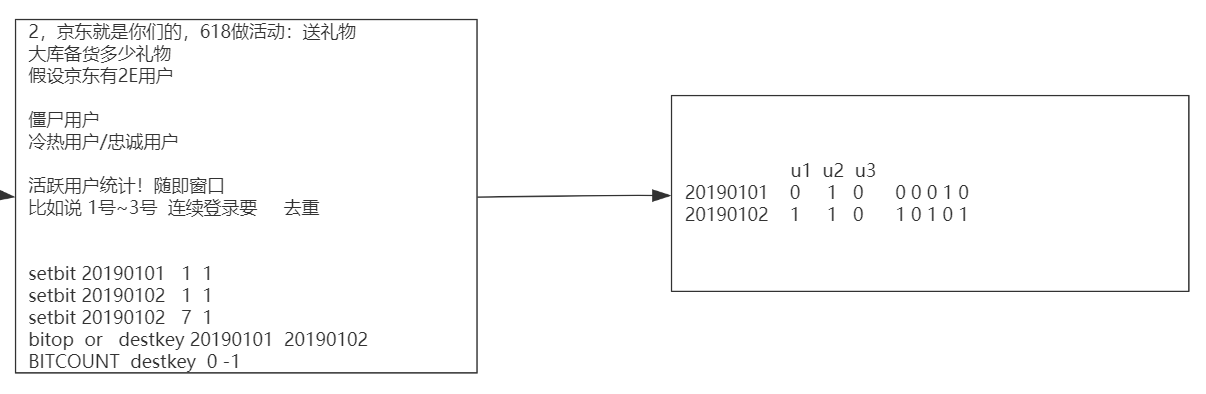 2，京东就是你们的，618做活动：送礼物
大库备货多少礼物
假设京东有2E用户
僵尸用户
冷热用户/忠诚用户
活跃用户统计！随即窗口
比如说 1号~3号 连续登录要 去重
setbit 20190101 1 1
setbit 20190102 1 1
setbit 20190102 7 1
bitop or destkey 20190101 20190102
BITCOUNT destkey 0 -1
u1 u2 u3
20190101 0 1 0 0 0 0 1 0
20190102 1 1 0 1 0 1 0 1